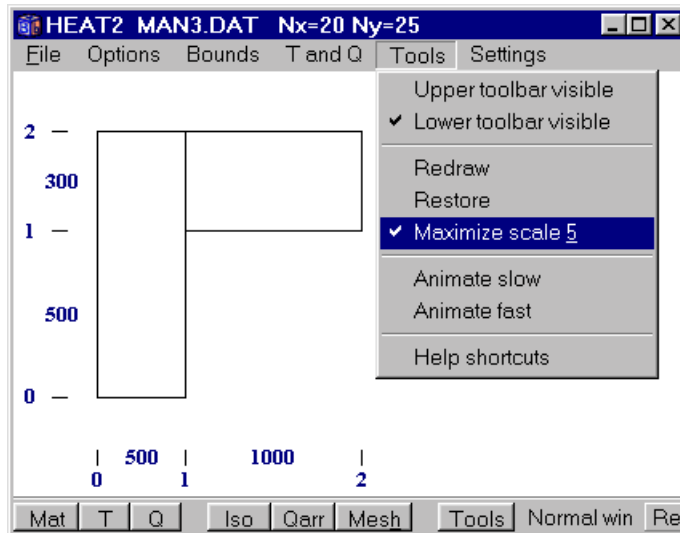 HEAT2 MAN3.DAT Nx=20 Ny=25
File Options Bounds T and Q Tools Settings
Upper toolbar visible
Lower toolbar visible
Redraw
Restore
Maximize scale 5
Animate slow
Animate fast
Help shortcuts
2
300
1
500
0
500 1000
0 1 2
Mat T Q Iso Qarr Mesh Tools Normal win Re